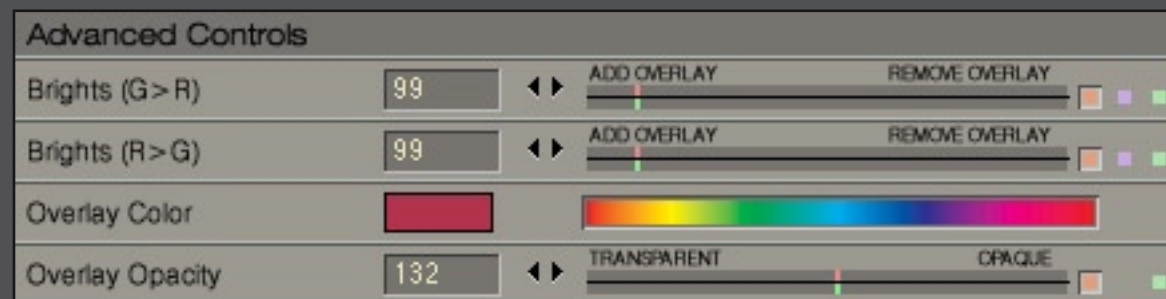 Advanced Controls
Brights (G>R) 99 ADD OVERLAY REMOVE OVERLAY
Brights (R>G) 99 ADD OVERLAY REMOVE OVERLAY
Overlay Color
Overlay Opacity 132 TRANSPARENT OPAQUE